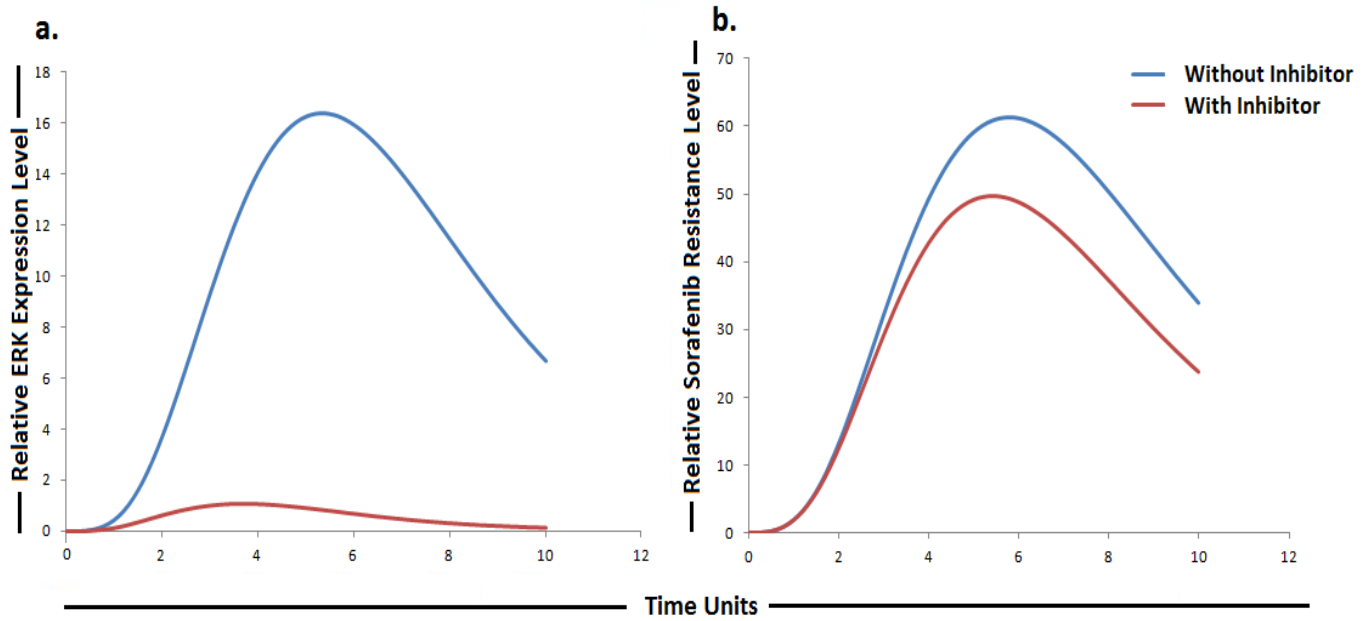 a.
Relative ERK Expression Level
18
16
14
12
10
8
6
4
2
0
0 2 4 6 8 10 12
b.
Relative Sorafenib Resistance Level
70
60
50
40
30
20
10
0
0 2 4 6 8 10 12
Without Inhibitor
With Inhibitor
Time Units